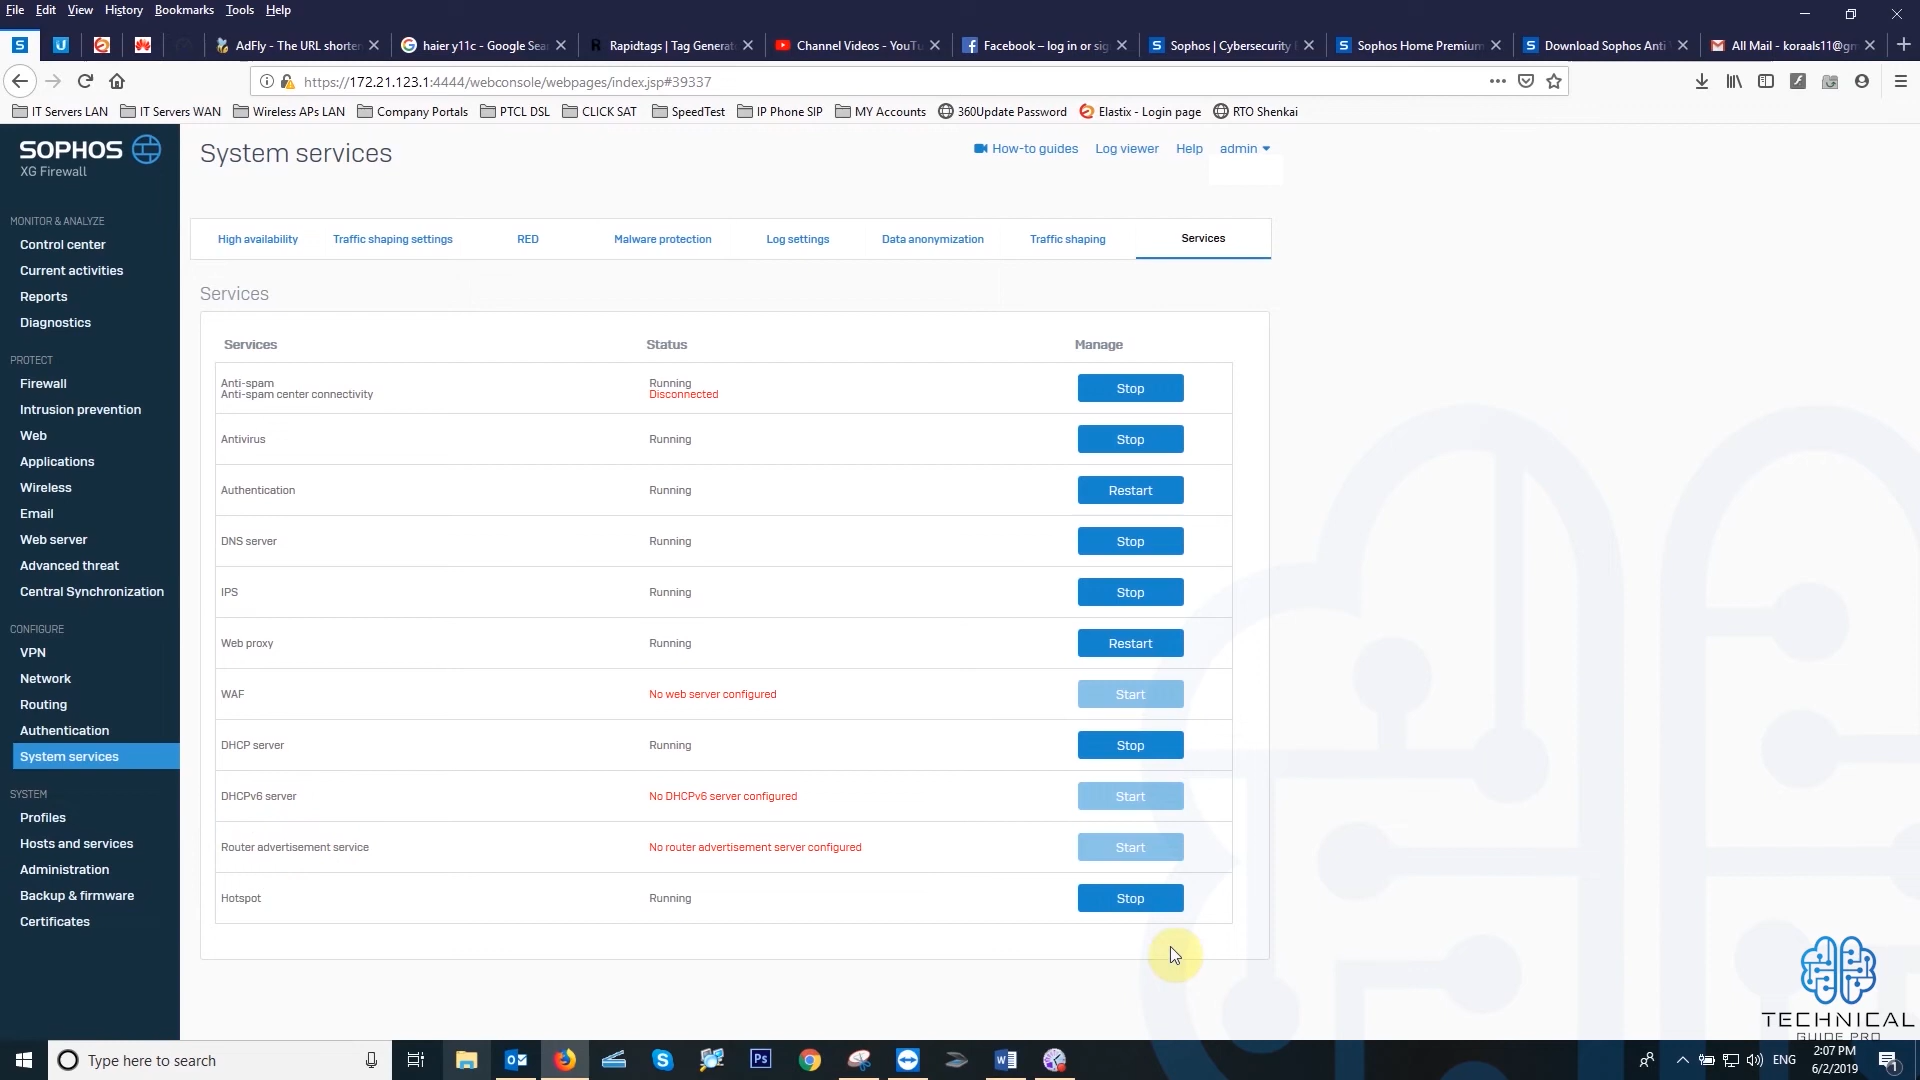 File Edit View History Bookmarks Tools Help
AdFly - The URL shorte
haier y11c - Google Sea
Rapidtags | Tag Generat
Channel Videos - YouTu
Facebook – log in or sig
Sophos | Cybersecurity
Sophos Home Premium
Download Sophos Anti
All Mail - koraals11@gm
https://172.21.123.1:4444/webconsole/webpages/index.jsp#39337
IT Servers LAN IT Servers WAN Wireless APs LAN Company Portals PTCL DSL CLICK SAT SpeedTest IP Phone SIP MY Accounts 360Update Password Elastix - Login page RTO Shenkai
SOPHOS
XG Firewall
MONITOR & ANALYZE
Control center
Current activities
Reports
Diagnostics
PROTECT
Firewall
Intrusion prevention
Web
Applications
Wireless
Email
Web server
Advanced threat
Central Synchronization
CONFIGURE
VPN
Network
Routing
Authentication
System services
SYSTEM
Profiles
Hosts and services
Administration
Backup & firmware
Certificates
System services
How-to guides Log viewer Help admin
High availability Traffic shaping settings RED Malware protection Log settings Data anonymization Traffic shaping Services
Services
Services Status Manage
Anti-spam Running Stop
Anti-spam center connectivity Disconnected
Antivirus Running Stop
Authentication Running Restart
DNS server Running Stop
IPS Running Stop
Web proxy Running Restart
WAF No web server configured Start
DHCP server Running Stop
DHCPv6 server No DHCPv6 server configured Start
Router advertisement service No router advertisement server configured Start
Hotspot Running Stop
TECHNICAL
GUIDE PRO
Type here to search
Ps
ENG
2:07 PM
6/2/2019
1